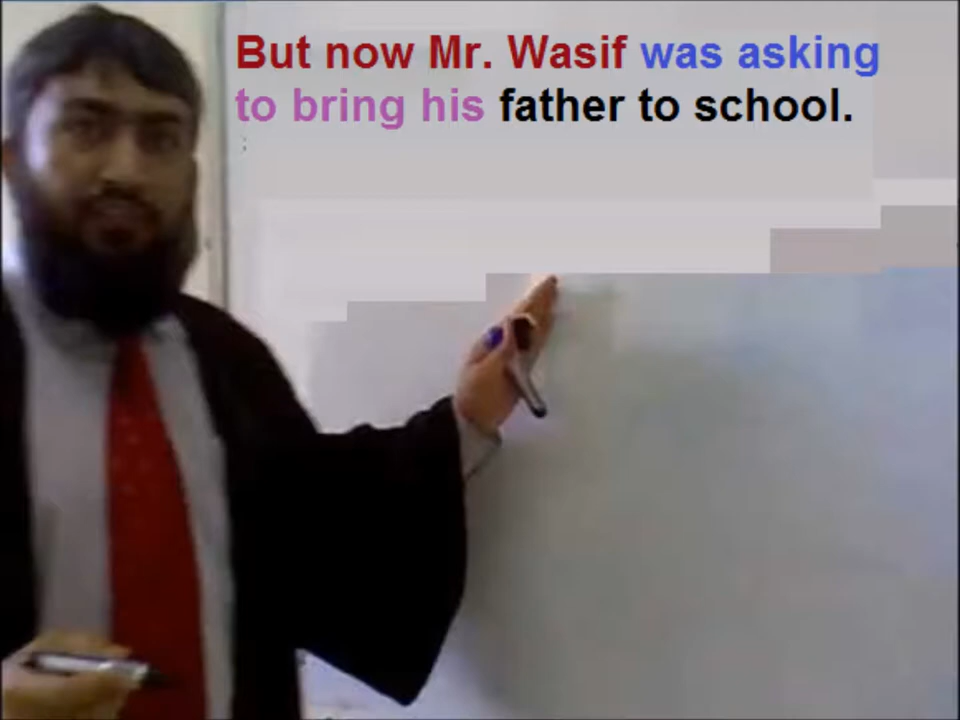 But now Mr. Wasif was asking
to bring his father to school.